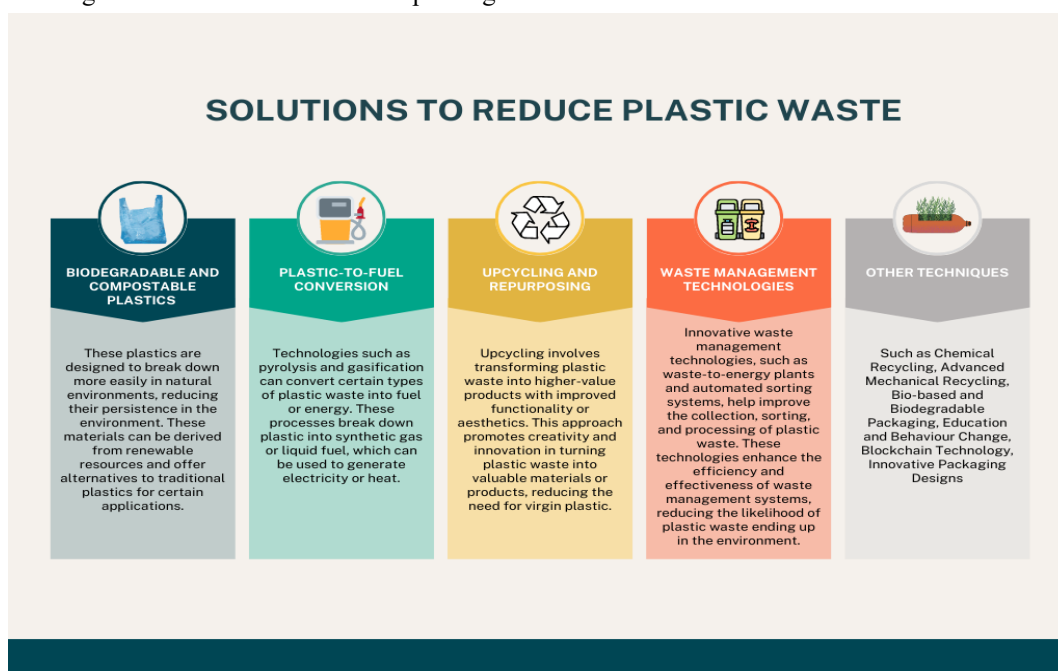 SOLUTIONS TO REDUCE PLASTIC WASTE
BIODEGRADABLE AND
COMPOSTABLE
PLASTICS
These plastics are
designed to break down
more easily in natural
environments, reducing
their persistence in the
environment. These
materials can be derived
from renewable
resources and offer
alternatives to traditional
plastics for certain
applications.
PLASTIC-TO-FUEL
CONVERSION
Technologies such as
pyrolysis and gasification
can convert certain types
of plastic waste into fuel
or energy. These
processes break down
plastic into synthetic gas
or liquid fuel, which can
be used to generate
electricity or heat.
UPCYCLING AND
REPURPOSING
Upcycling involves
transforming plastic
waste into higher-value
products with improved
functionality or
aesthetics. This approach
promotes creativity and
innovation in turning
plastic waste into
valuable materials or
products, reducing the
need for virgin plastic.
WASTE MANAGEMENT
TECHNOLOGIES
Innovative waste
management
technologies, such as
waste-to-energy plants
and automated sorting
systems, help improve
the collection, sorting,
and processing of plastic
waste. These
technologies enhance the
efficiency and
effectiveness of waste
management systems,
reducing the likelihood of
plastic waste ending up
in the environment.
OTHER TECHNIQUES
Such as Chemical
Recycling, Advanced
Mechanical Recycling,
Bio-based and
Biodegradable
Packaging, Education
and Behaviour Change,
Blockchain Technology,
Innovative Packaging
Designs